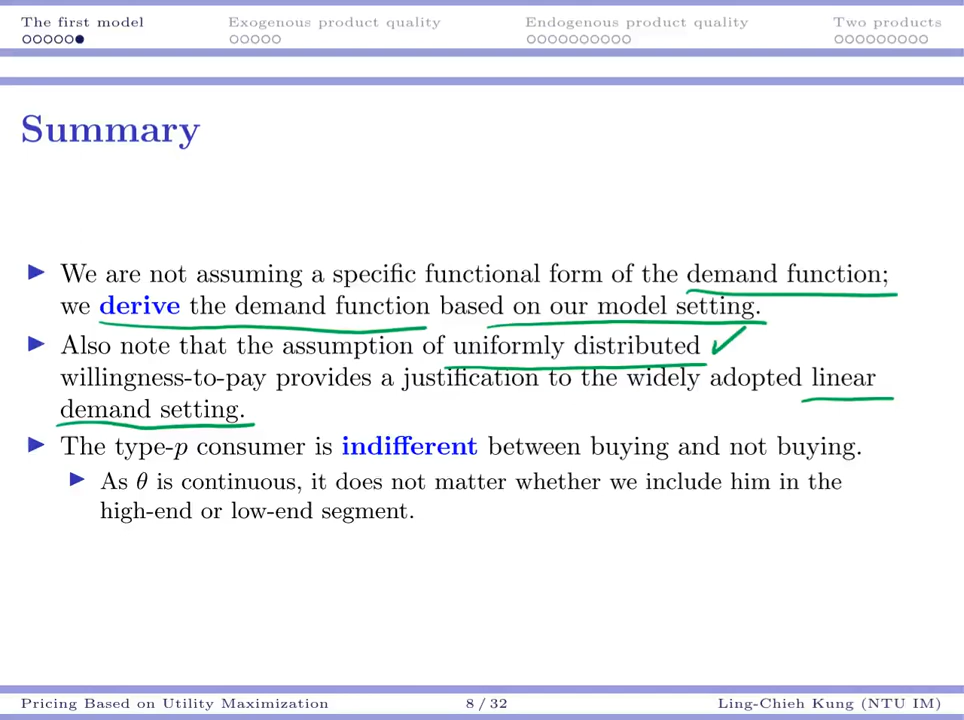 The first model Exogenous product quality Endogenous product quality Two products
Summary
We are not assuming a specific functional form of the demand function;
we derive the demand function based on our model setting.
Also note that the assumption of uniformly distributed
willingness-to-pay provides a justification to the widely adopted linear
demand setting.
The type-p consumer is indifferent between buying and not buying.
As θ is continuous, it does not matter whether we include him in the
high-end or low-end segment.
Pricing Based on Utility Maximization 8 / 32 Ling-Chieh Kung (NTU IM)